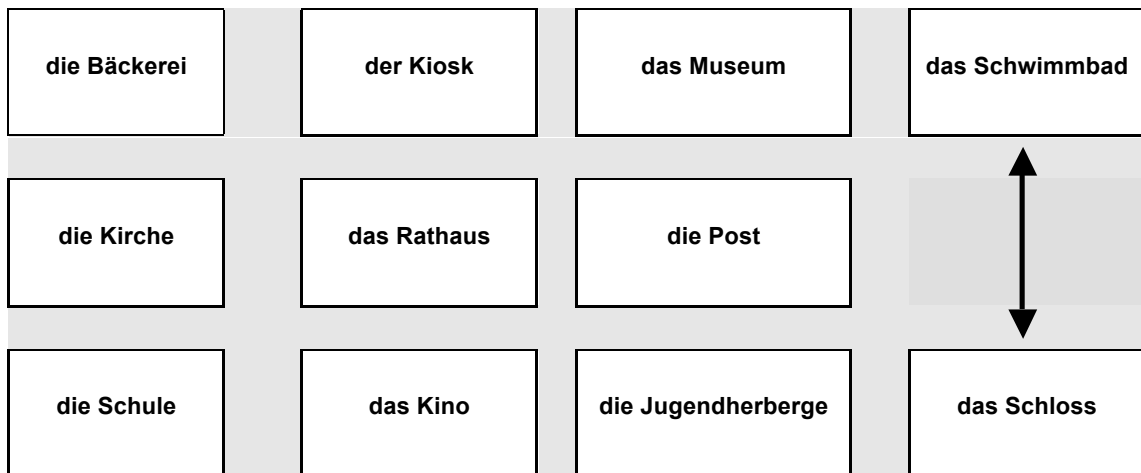 die Bäckerei
der Kiosk
das Museum
das Schwimmbad
die Kirche
das Rathaus
die Post
die Schule
das Kino
die Jugendherberge
das Schloss